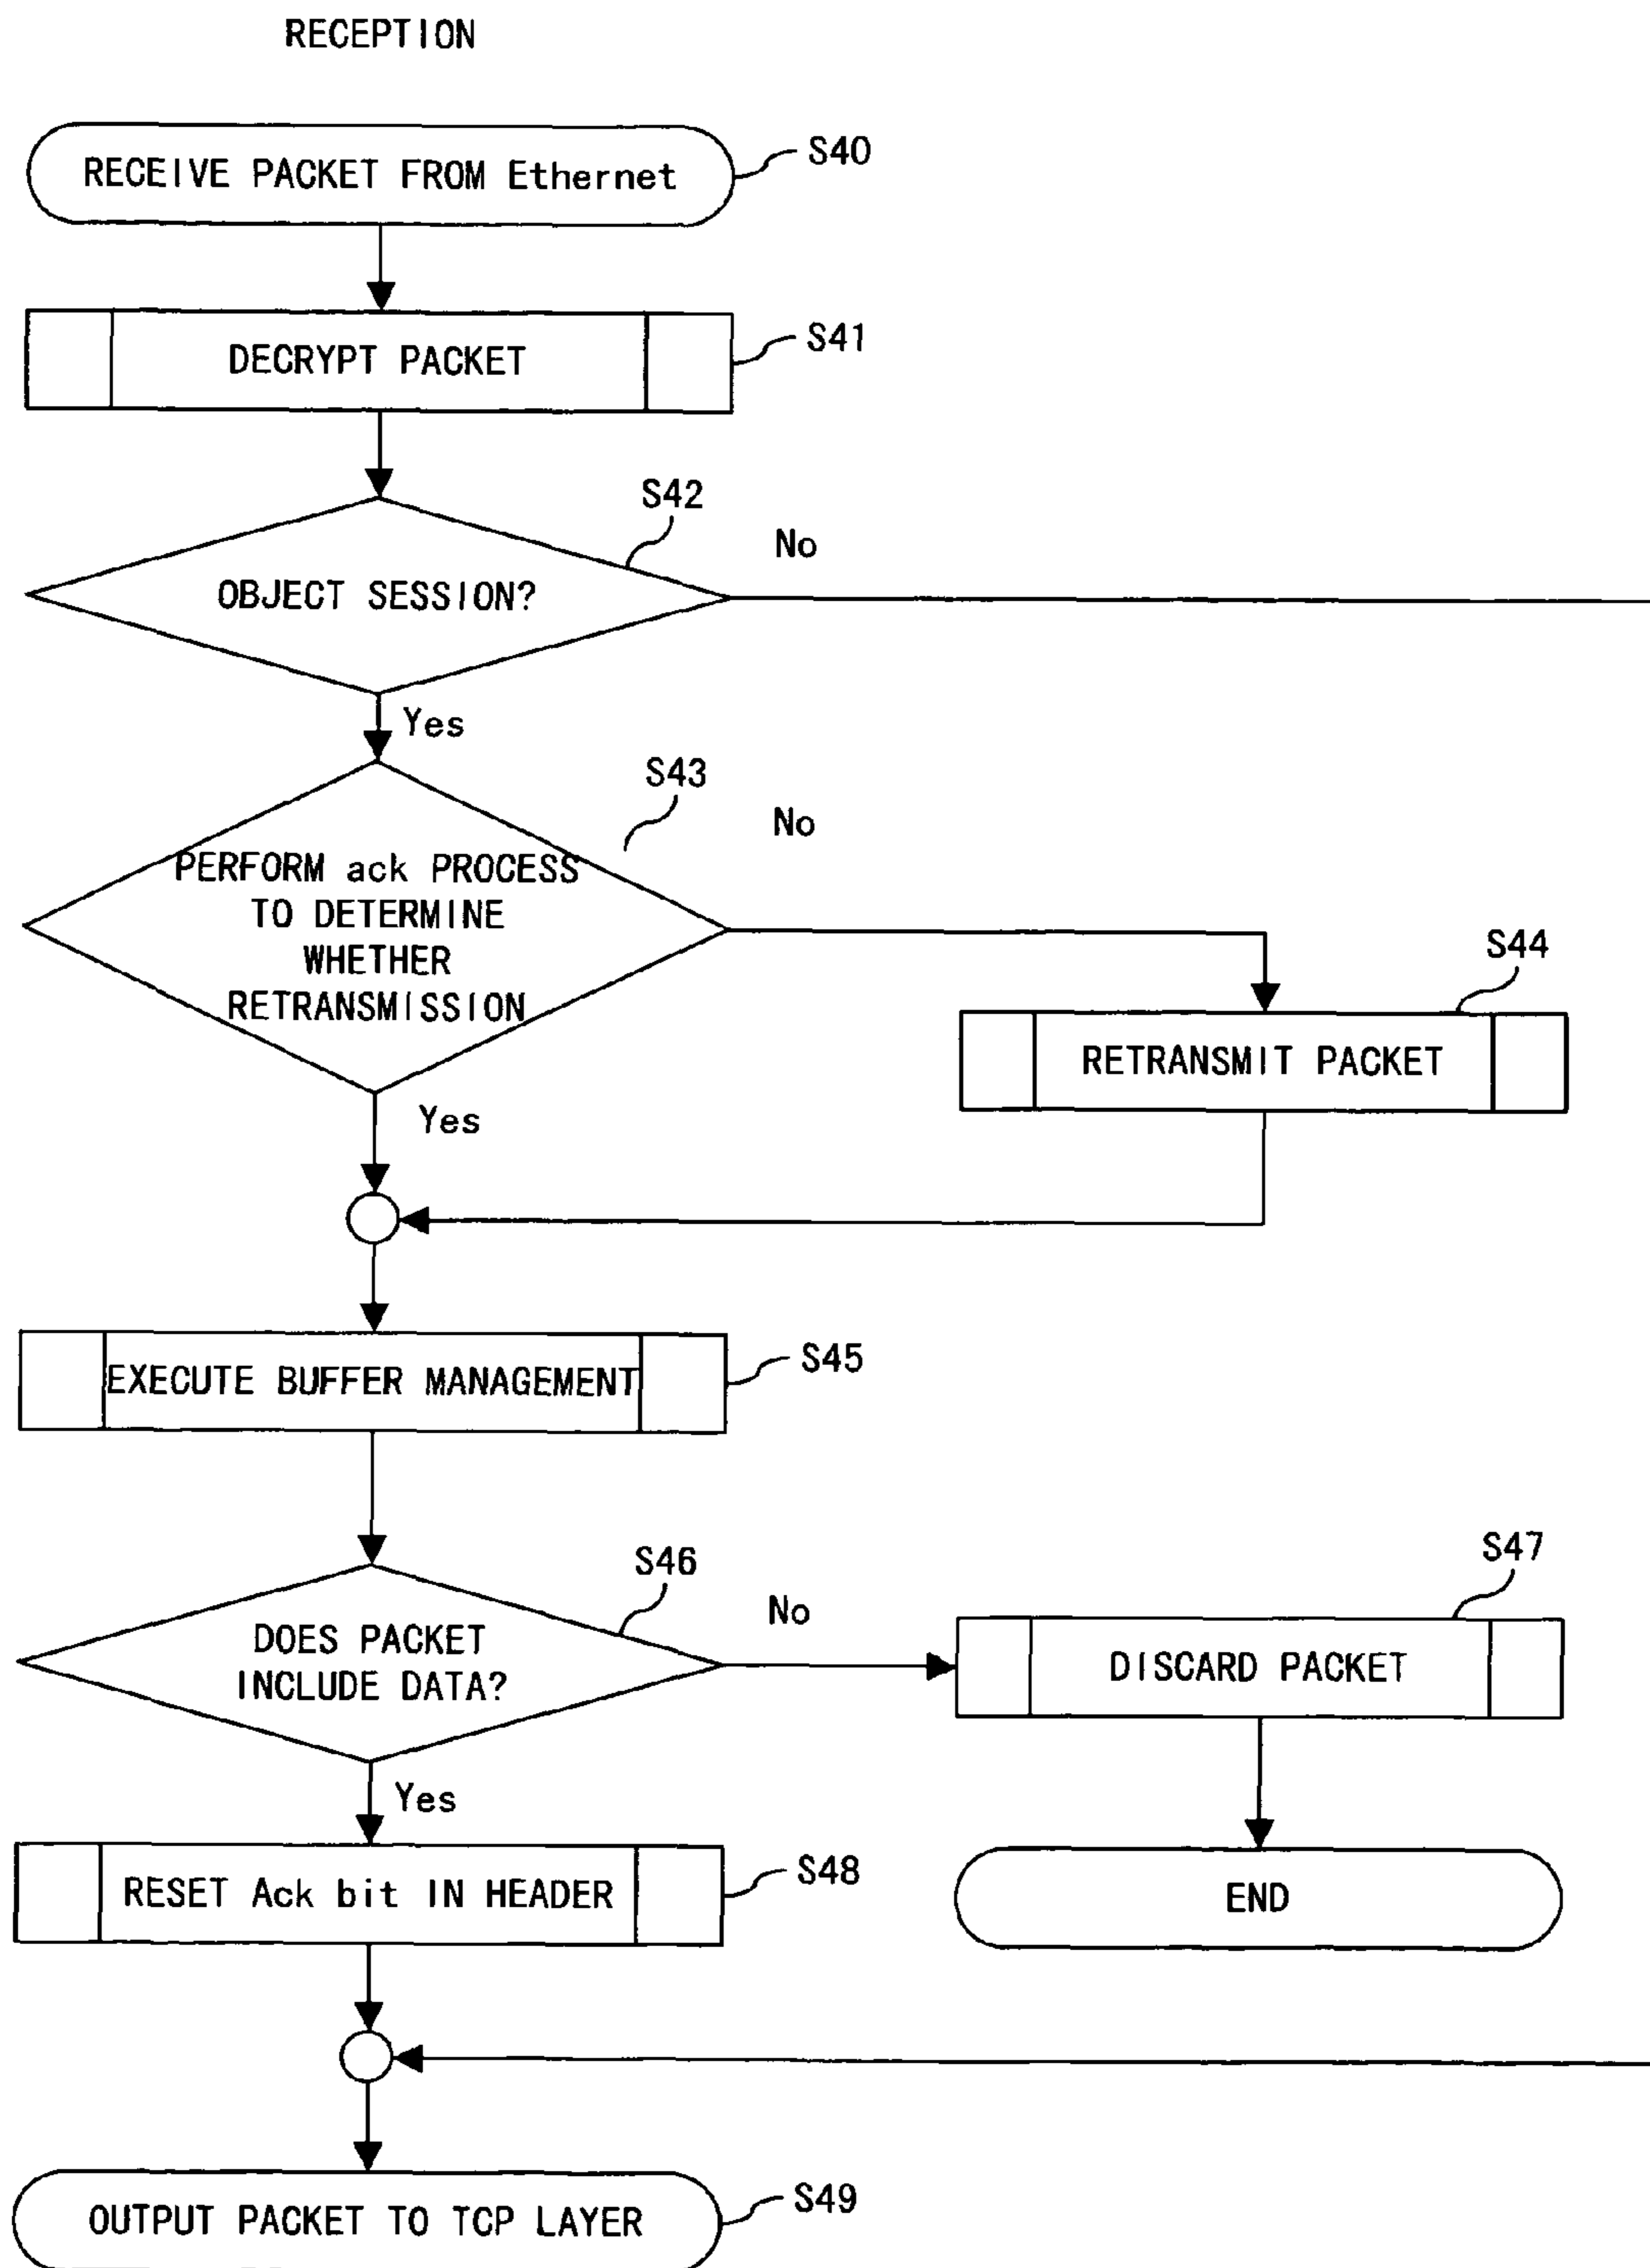 RECEPTION
RECEIVE PACKET FROM Ethernet
S40
DECRYPT PACKET
S41
S42
No
OBJECT SESSION?
Yes
S43
No
PERFORM ack PROCESS
TO DETERMINE
WHETHER
RETRANSMISSION
S44
RETRANSMIT PACKET
Yes
EXECUTE BUFFER MANAGEMENT
S45
S46
No
DOES PACKET
INCLUDE DATA?
S47
DISCARD PACKET
Yes
RESET Ack bit IN HEADER
S48
END
OUTPUT PACKET TO TCP LAYER
S49